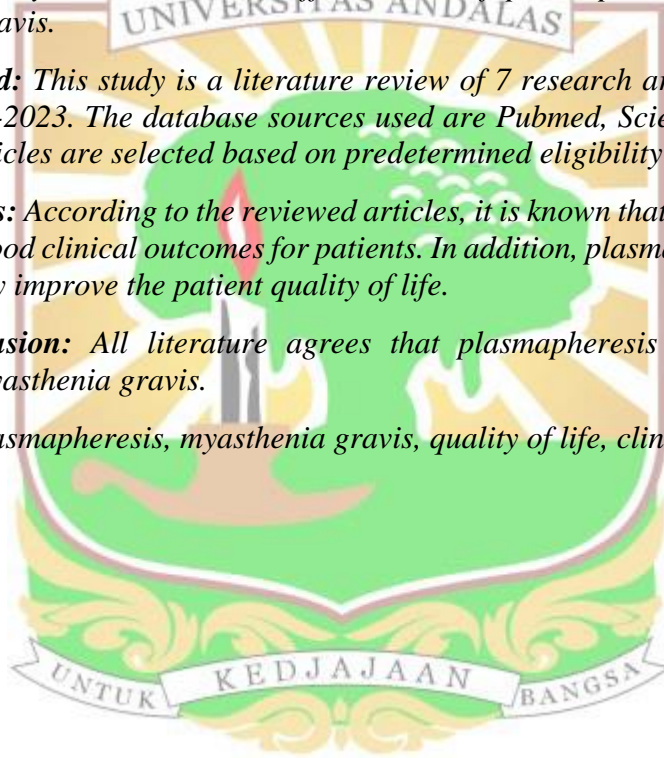 UNIVERSITAS ANDALAS
avis.
d: This study is a literature review of 7 research ar
-2023. The database sources used are Pubmed, Scie
icles are selected based on predetermined eligibility
s: According to the reviewed articles, it is known that
ood clinical outcomes for patients. In addition, plasma
y improve the patient quality of life.
usion: All literature agrees that plasmapheresis
yasthenia gravis.
asmapheresis, myasthenia gravis, quality of life, clin
UNTUK KEDJAJAAN BANGSA